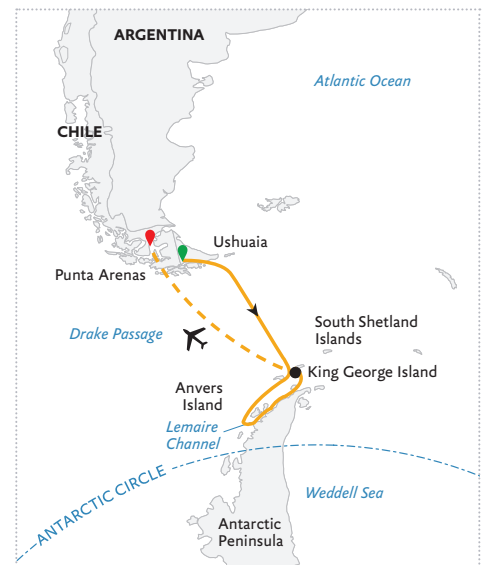 ARGENTINA
Atlantic Ocean
CHILE
Ushuaia
Punta Arenas
Drake Passage
South Shetland
Islands
King George Island
Anvers
Island
Lemaire
Channel
ANTARCTIC CIRCLE
Weddell Sea
Antarctic
Peninsula